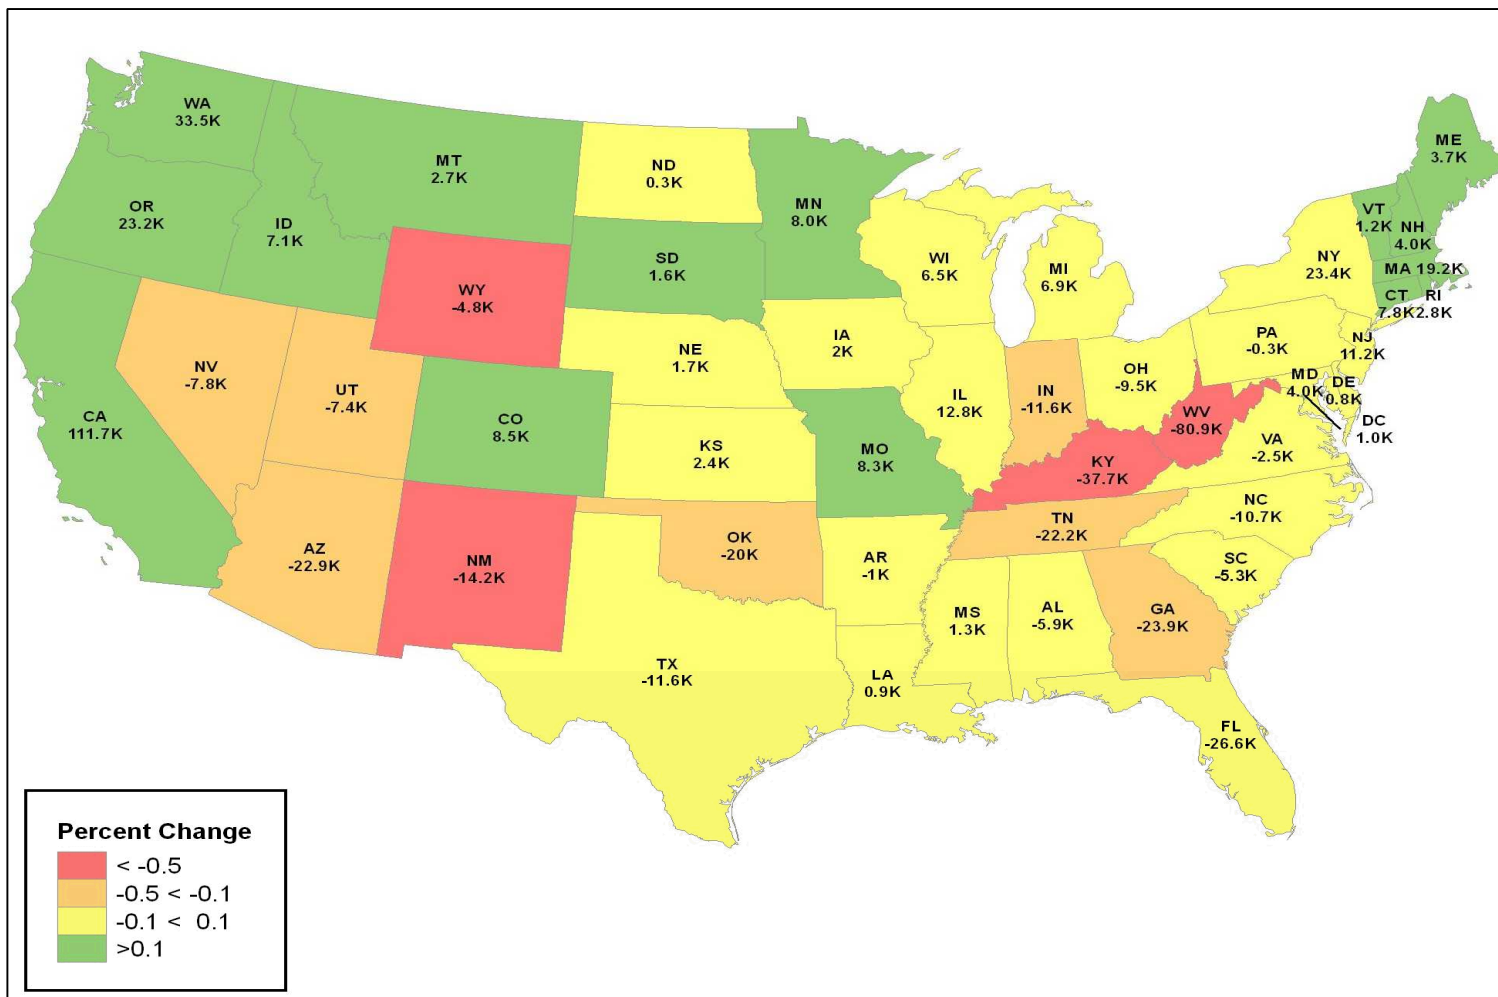 WA
33.5K
OR
23.2K
ID
7.1K
MT
2.7K
ND
0.3K
MN
8.0K
SD
1.6K
WY
-4.8K
WI
6.5K
MI
6.9K
NY
23.4K
VT
1.2K
NH
4.0K
ME
3.7K
MA 19.2K
CT
7.8K
RI
2.8K
CA
111.7K
NV
-7.8K
UT
-7.4K
CO
8.5K
NE
1.7K
IA
2K
IL
12.8K
IN
-11.6K
OH
-9.5K
PA
-0.3K
NJ
11.2K
MD
4.0K
DE
0.8K
DC
1.0K
WV
-80.9K
VA
-2.5K
KY
-37.7K
KS
2.4K
MO
8.3K
AZ
-22.9K
NM
-14.2K
OK
-20K
AR
-1K
TN
-22.2K
NC
-10.7K
SC
-5.3K
MS
1.3K
AL
-5.9K
GA
-23.9K
TX
-11.6K
LA
0.9K
FL
-26.6K
Percent Change
< -0.5
-0.5 < -0.1
-0.1 < 0.1
>0.1